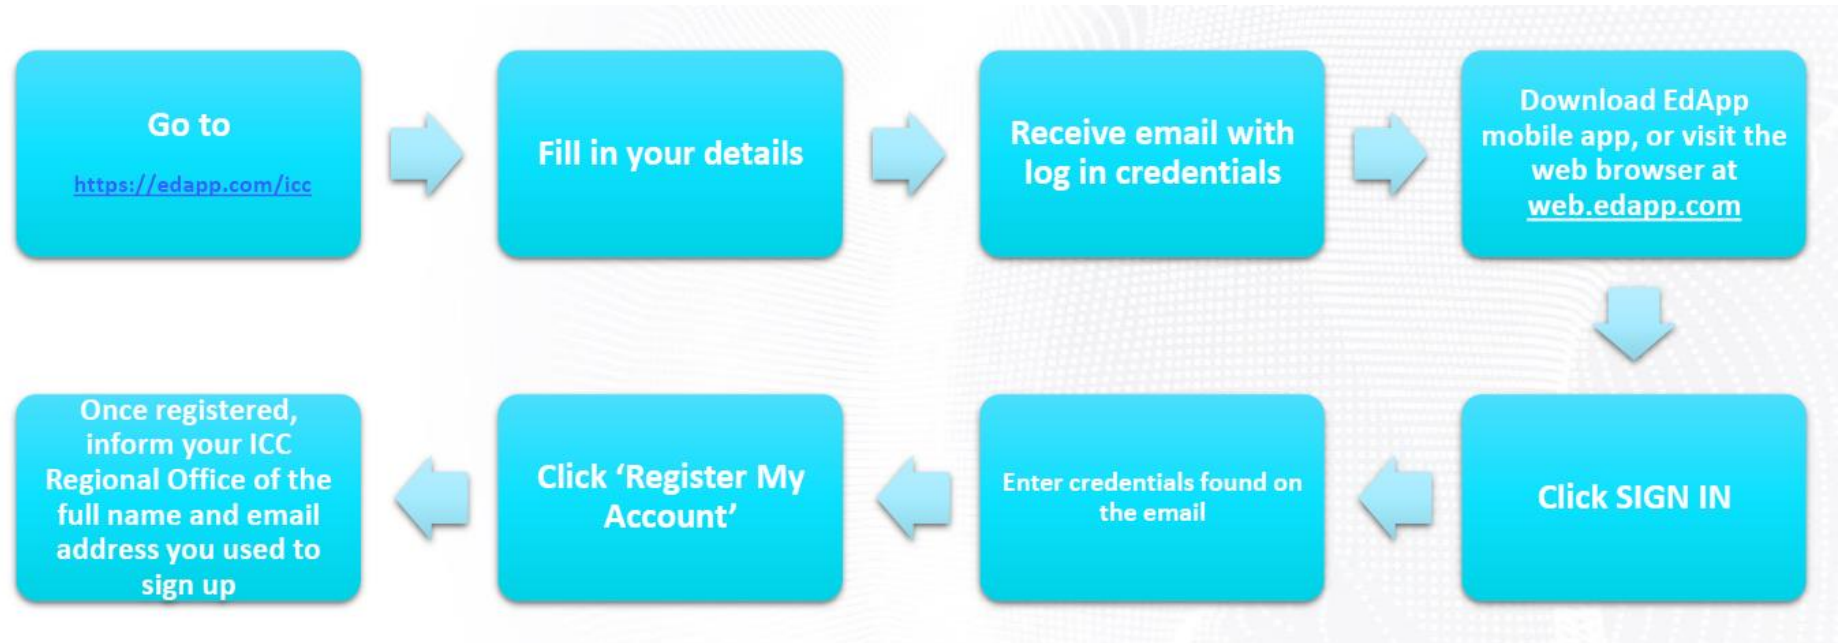 Go to
https://edapp.com/icc
Fill in your details
Receive email with
log in credentials
Download EdApp
mobile app, or visit the
web browser at
web.edapp.com
Click SIGN IN
Enter credentials found on
the email
Click ‘Register My
Account’
Once registered,
inform your ICC
Regional Office of the
full name and email
address you used to
sign up